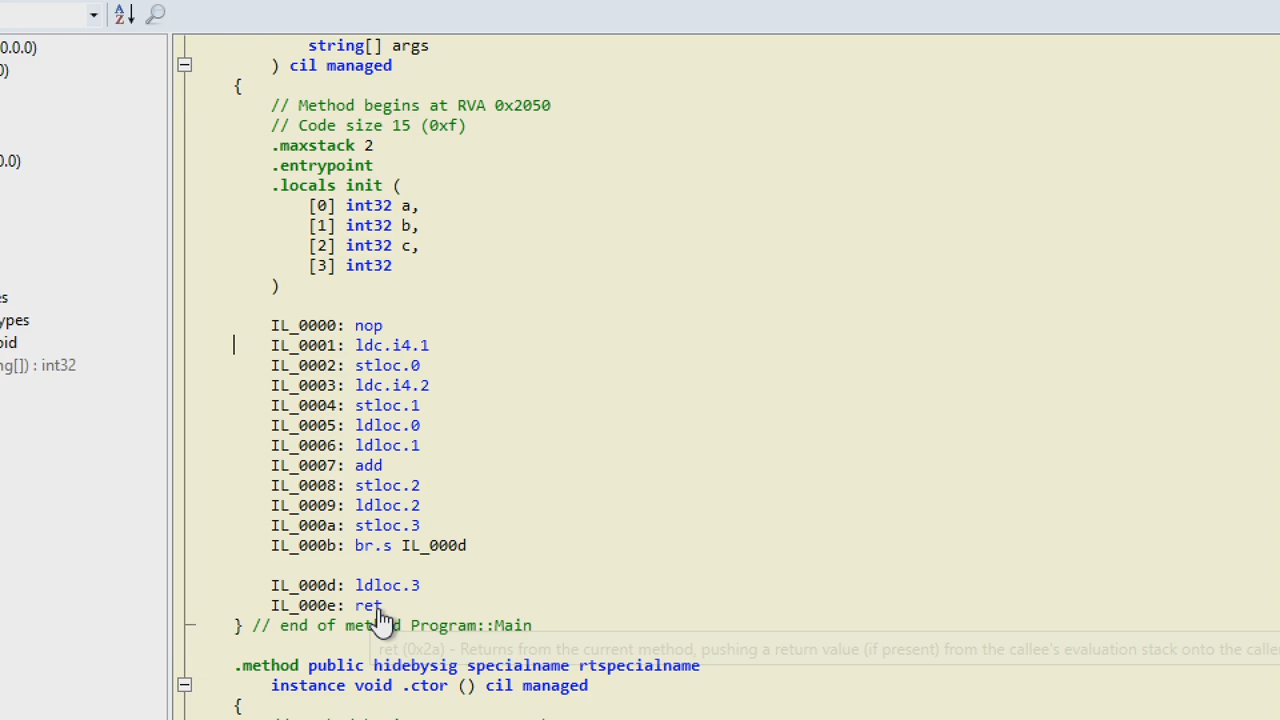 0.0.0)
string[] args
0)
) cil managed
{
// Method begins at RVA 0x2050
// Code size 15 (0xf)
.maxstack 2
0.0)
.entrypoint
.locals init (
[0] int32 a,
[1] int32 b,
[2] int32 c,
[3] int32
)
es
ypes
IL_0000: nop
oid
IL_0001: ldc.i4.1
ng[]) : int32
IL_0002: stloc.0
IL_0003: ldc.i4.2
IL_0004: stloc.1
IL_0005: ldloc.0
IL_0006: ldloc.1
IL_0007: add
IL_0008: stloc.2
IL_0009: ldloc.2
IL_000a: stloc.3
IL_000b: br.s IL_000d
IL_000d: ldloc.3
IL_000e: ret
} // end of method Program::Main
ret (0x2a) - Returns from the current method, pushing a return value (if present) from the callee's evaluation stack onto the calle
.method public hidebysig specialname rtspecialname
instance void .ctor () cil managed
{